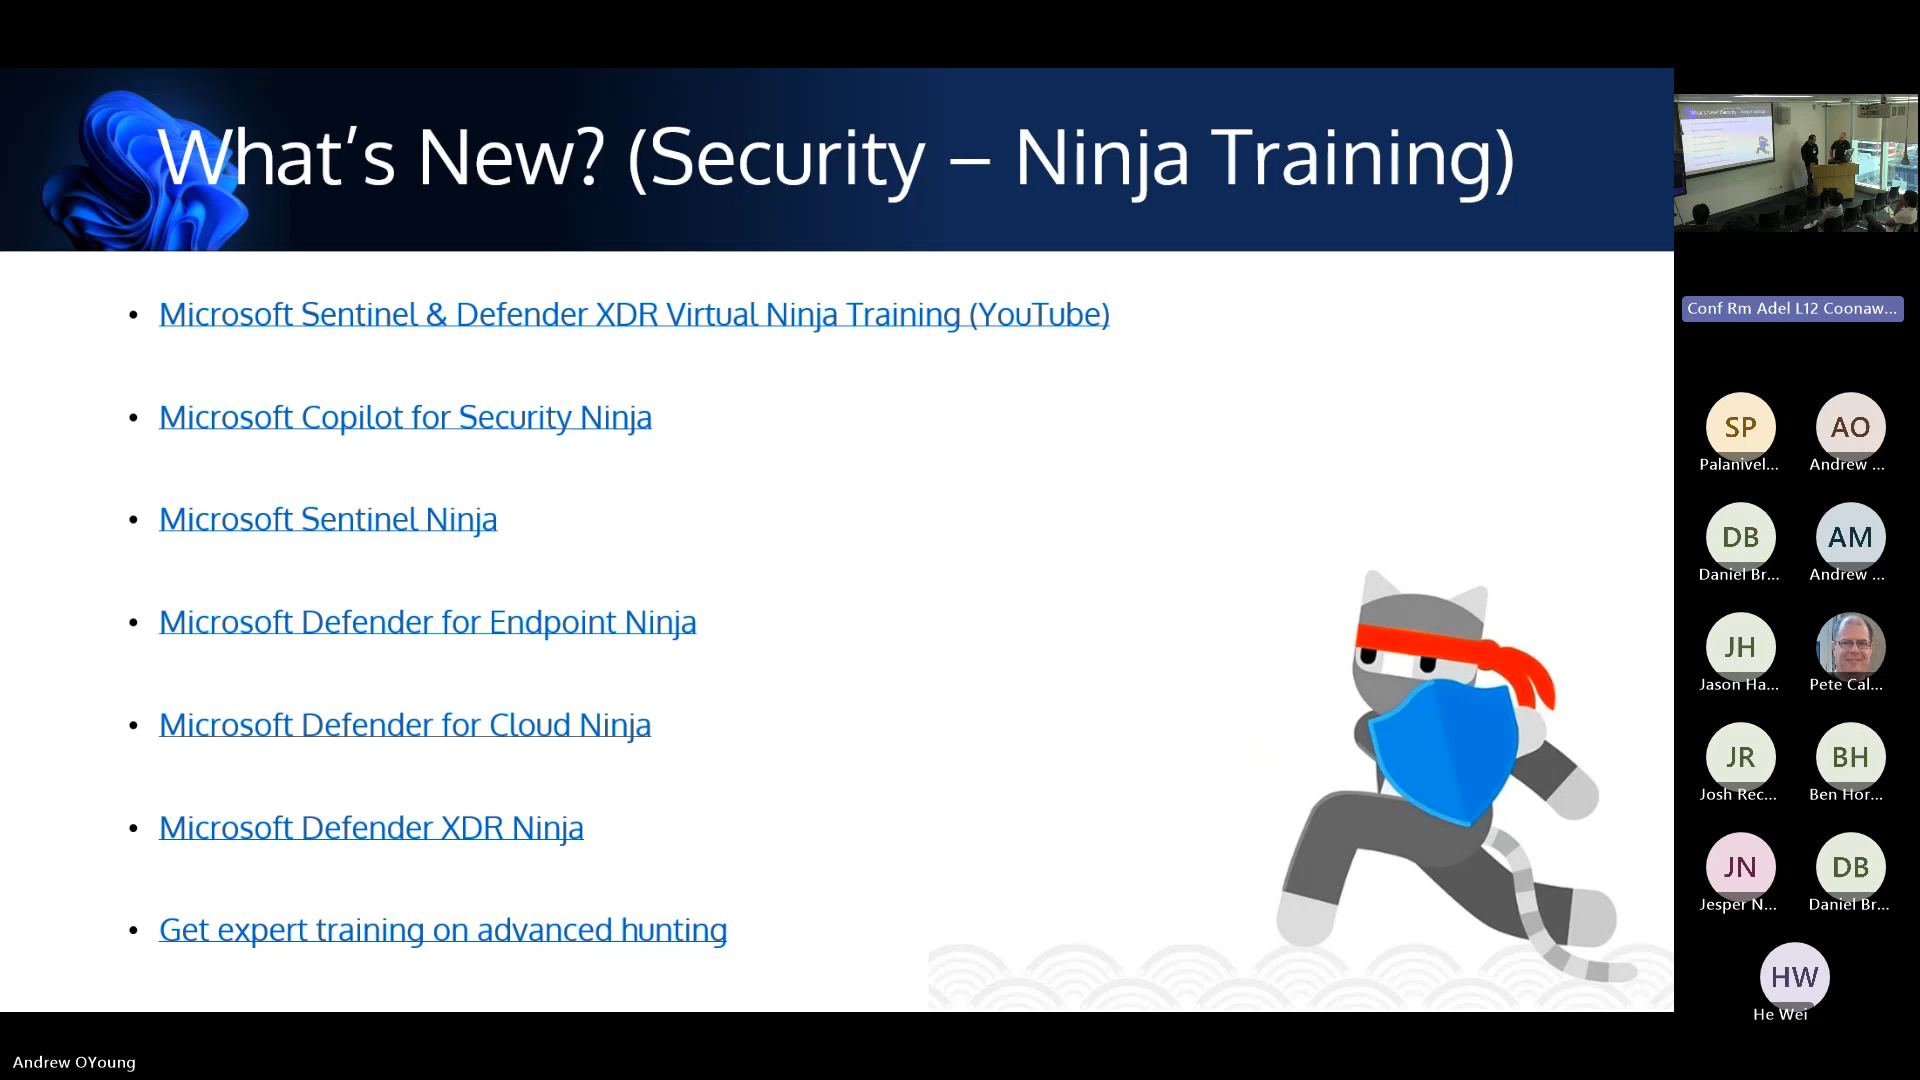 What’s New? (Security – Ninja Training)
• Microsoft Sentinel & Defender XDR Virtual Ninja Training (YouTube)
• Microsoft Copilot for Security Ninja
• Microsoft Sentinel Ninja
• Microsoft Defender for Endpoint Ninja
• Microsoft Defender for Cloud Ninja
• Microsoft Defender XDR Ninja
• Get expert training on advanced hunting
Conf Rm Adel L12 Coonaw...
SP
Palanivel...
AO
Andrew ...
DB
Daniel Br...
AM
Andrew ...
JH
Jason Ha...
Pete Cal...
JR
Josh Rec...
BH
Ben Hor...
JN
Jesper N...
DB
Daniel Br...
HW
He Wei
Andrew OYoung